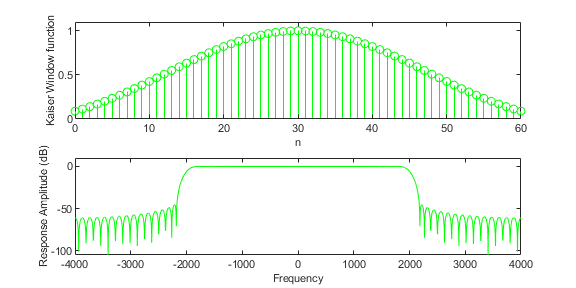 Kaiser Window function
1
0.5
0
0 10 20 30 40 50 60
n
Response Amplitude (dB)
0
-50
-100
-4000 -3000 -2000 -1000 0 1000 2000 3000 4000
Frequency